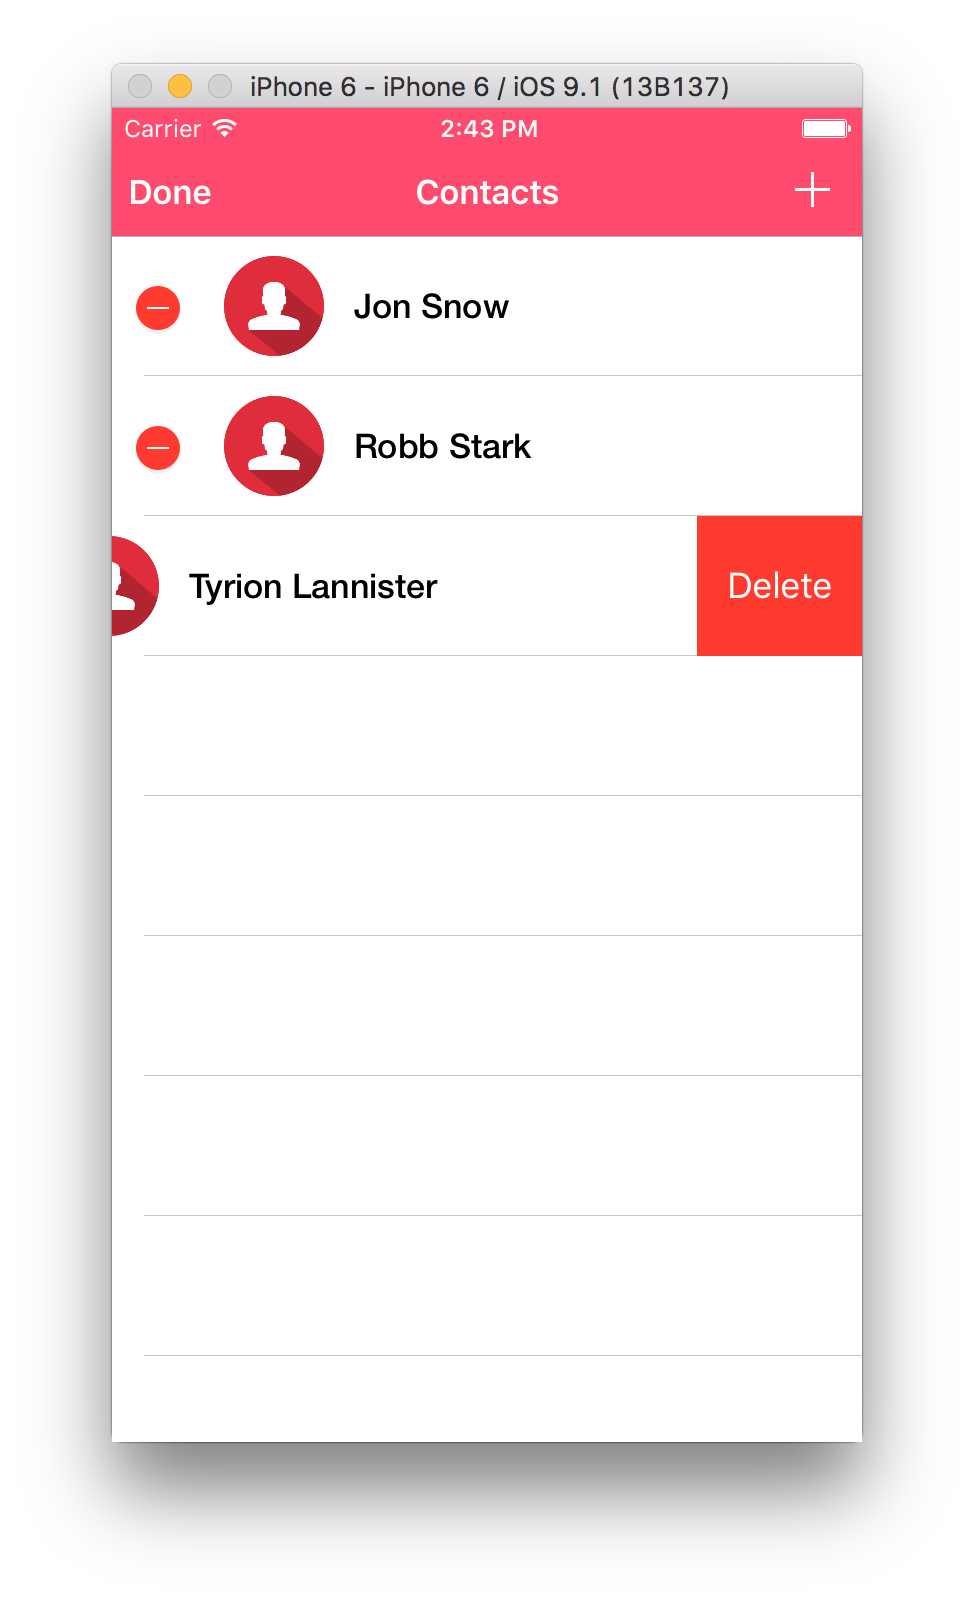 iPhone 6 - iPhone 6 / iOS 9.1 (13B137)
Carrier 2:43 PM
Done Contacts
Jon Snow
Robb Stark
Tyrion Lannister Delete